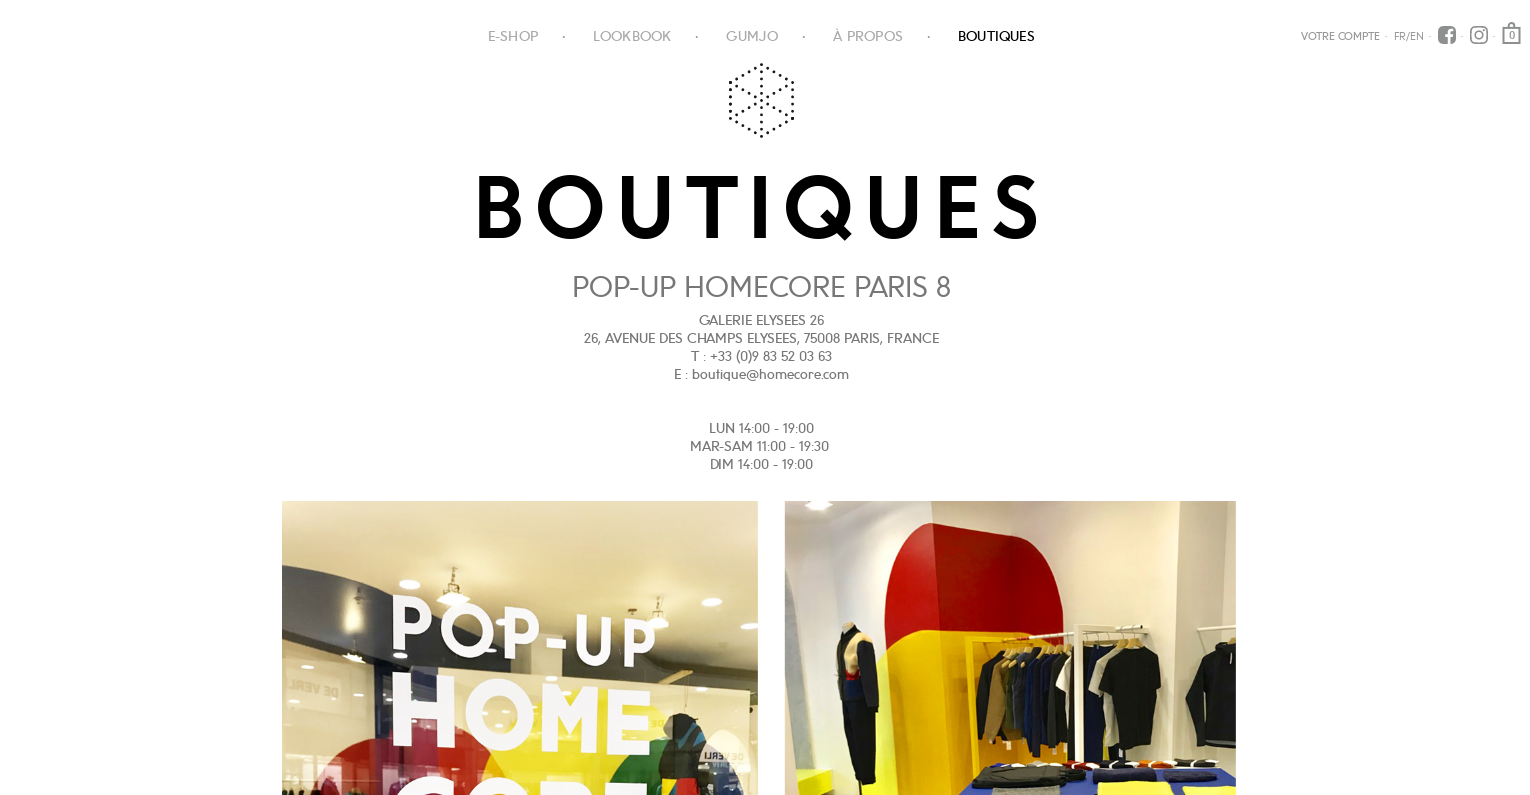 E-SHOP · LOOKBOOK · GUMJO · À PROPOS · BOUTIQUES
VOTRE COMPTE · FR/EN · · · 0
BOUTIQUES
POP-UP HOMECORE PARIS 8
GALERIE ELYSEES 26
26, AVENUE DES CHAMPS ELYSEES, 75008 PARIS, FRANCE
T : +33 (0)9 83 52 03 63
E : boutique@homecore.com
LUN 14:00 - 19:00
MAR-SAM 11:00 - 19:30
DIM 14:00 - 19:00
POP-UP
HOME
CORE